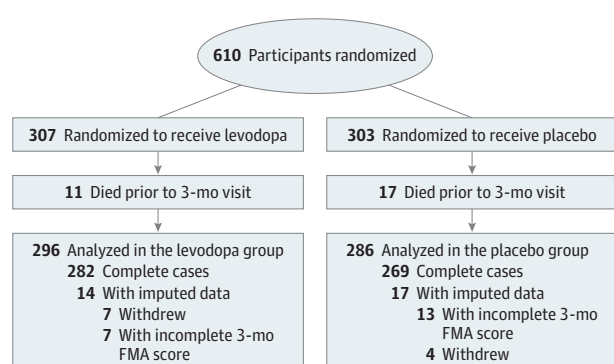 610 Participants randomized
307 Randomized to receive levodopa
303 Randomized to receive placebo
11 Died prior to 3-mo visit
17 Died prior to 3-mo visit
296 Analyzed in the levodopa group
282 Complete cases
14 With imputed data
7 Withdrew
7 With incomplete 3-mo
FMA score
286 Analyzed in the placebo group
269 Complete cases
17 With imputed data
13 With incomplete 3-mo
FMA score
4 Withdrew